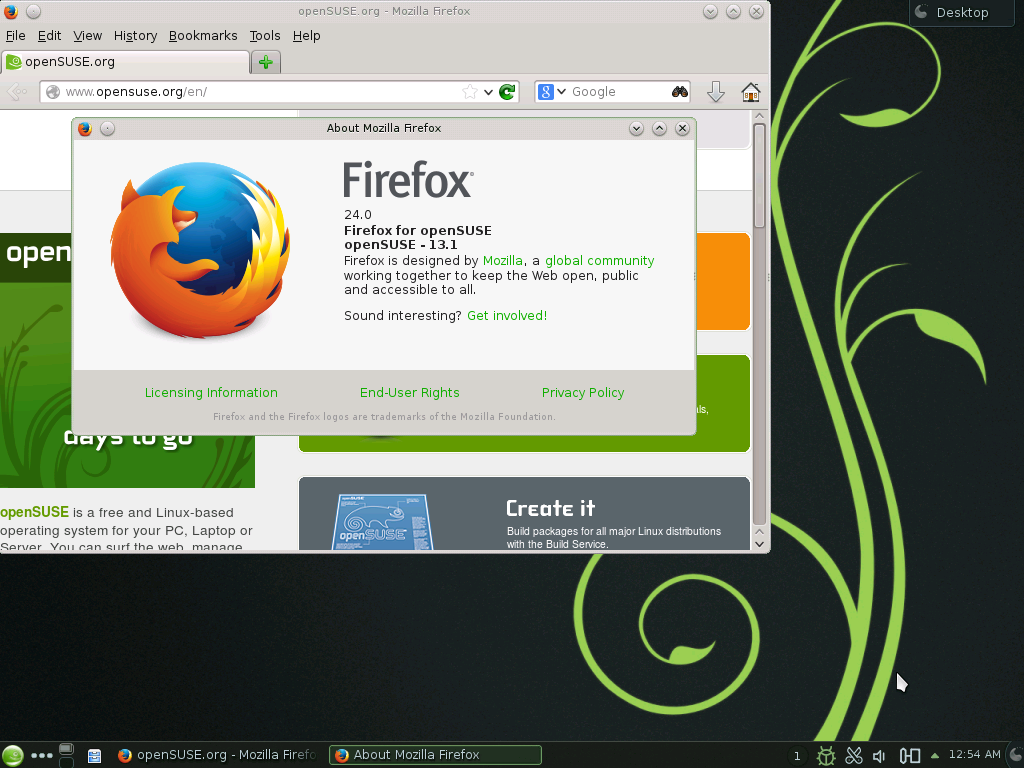 openSUSE.org - Mozilla Firefox
Desktop
File Edit View History Bookmarks Tools Help
openSUSE.org
www.opensuse.org/en/
8 Google
About Mozilla Firefox
Firefox
24.0
Firefox for openSUSE
openSUSE - 13.1
Firefox is designed by Mozilla, a global community
working together to keep the Web open, public
and accessible to all.
Sound interesting? Get involved!
Licensing Information End-User Rights Privacy Policy
Firefox and the Firefox logos are trademarks of the Mozilla Foundation.
open
als,
days to go
Create it
Build packages for all major Linux distributions
with the Build Service.
openSUSE
openSUSE is a free and Linux-based
operating system for your PC, Laptop or
Server. You can surf the web, manage
openSUSE.org - Mozilla Firefo
About Mozilla Firefox
1
12:54 AM